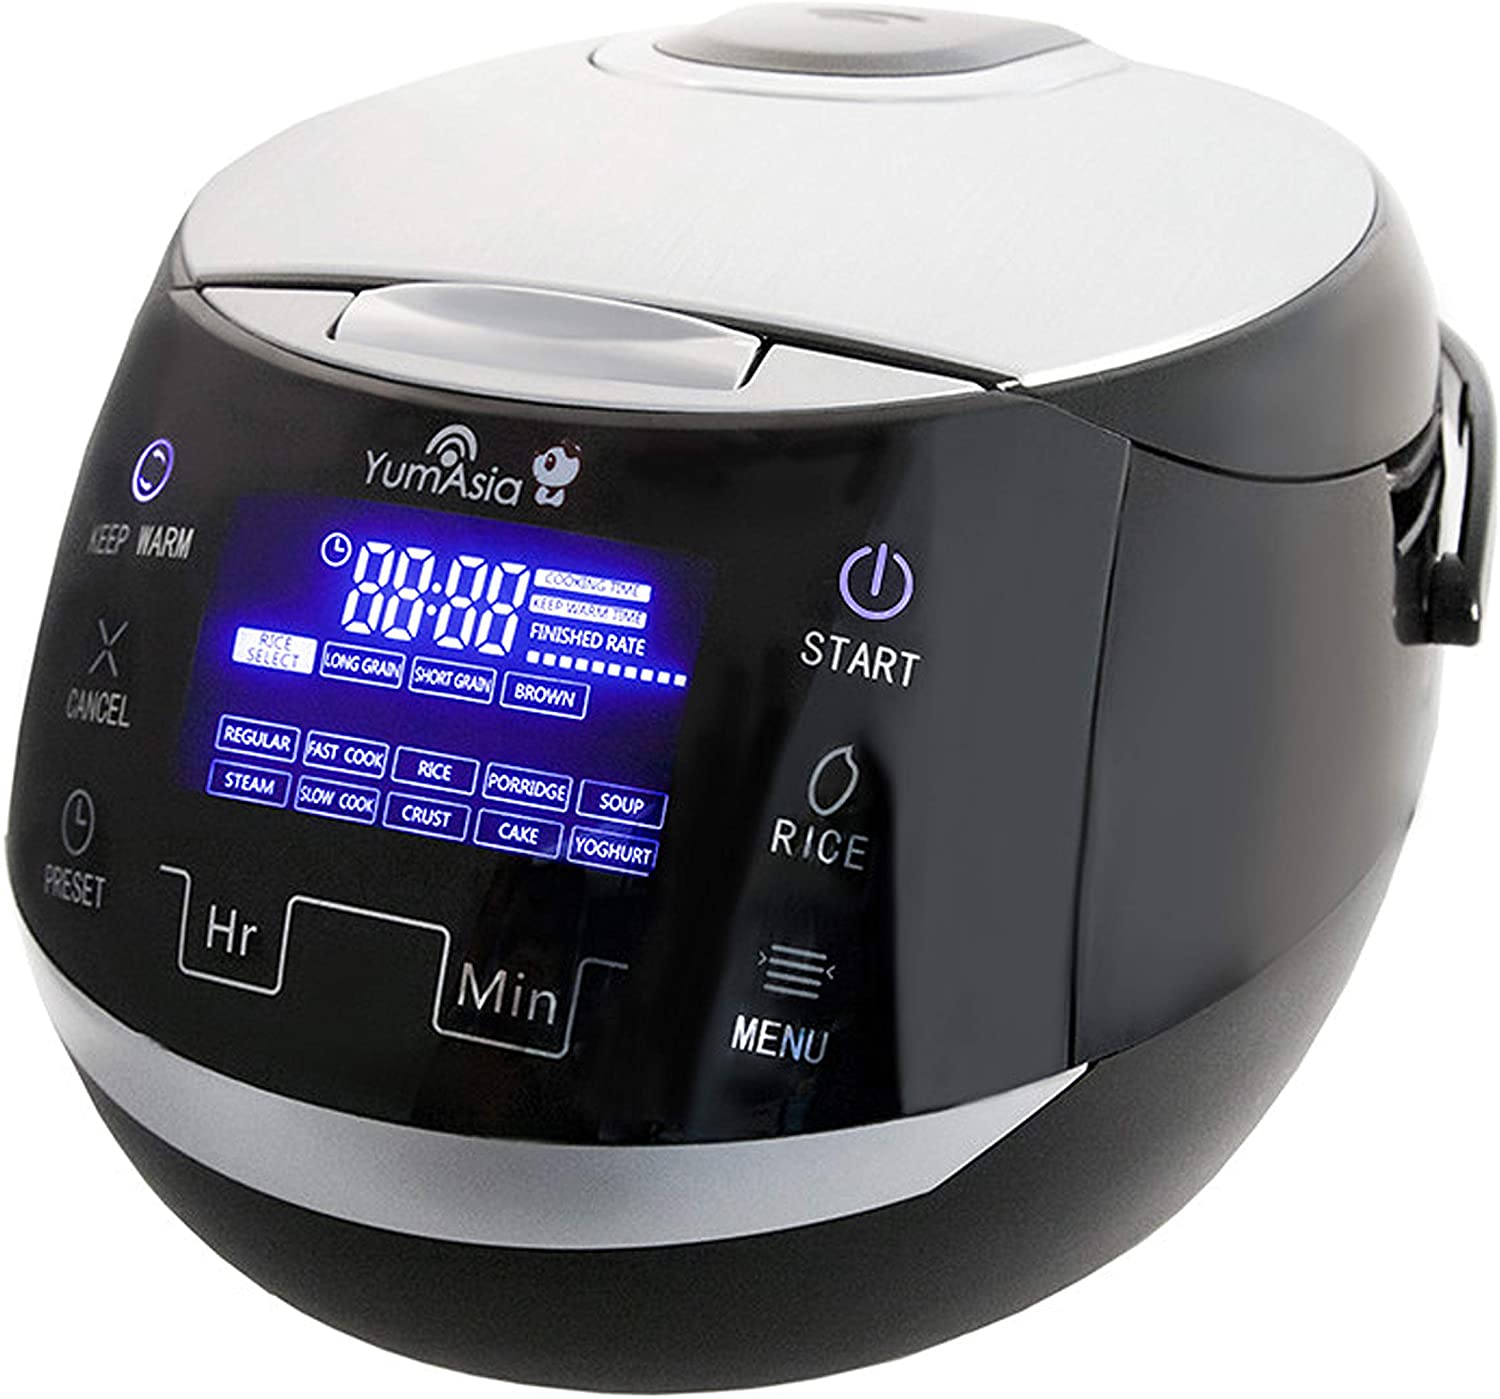 YumAsia
KEEP WARM
88:88
COOKING TIME
KEEP WARM TIME
FINISHED RATE
RICE
SELECT
LONG GRAIN
SHORT GRAIN
BROWN
START
CANCEL
REGULAR
FAST COOK
RICE
PORRIDGE
SOUP
STEAM
SLOW COOK
CRUST
CAKE
YOGHURT
RICE
PRESET
Hr
Min
MENU